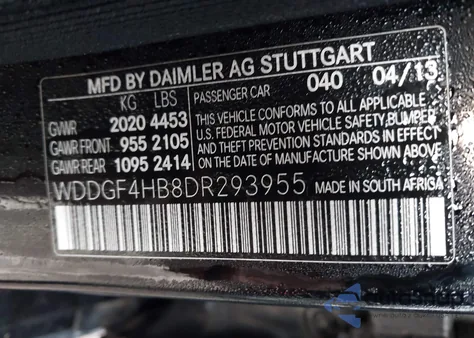 MFD BY DAIMLER AG STUTTGART
KG LBS PASSENGER CAR 040 04/13
GVWR 2020 4453 THIS VEHICLE CONFORMS TO ALL APPLICABLE
GAWR FRONT 955 2105 U.S. FEDERAL MOTOR VEHICLE SAFETY, BUMPER,
GAWR REAR 1095 2414 AND THEFT PREVENTION STANDARDS IN EFFECT
ON THE DATE OF MANUFACTURE SHOWN ABOVE.
WDDGF4HB8DR293955 MADE IN SOUTH AFRICA